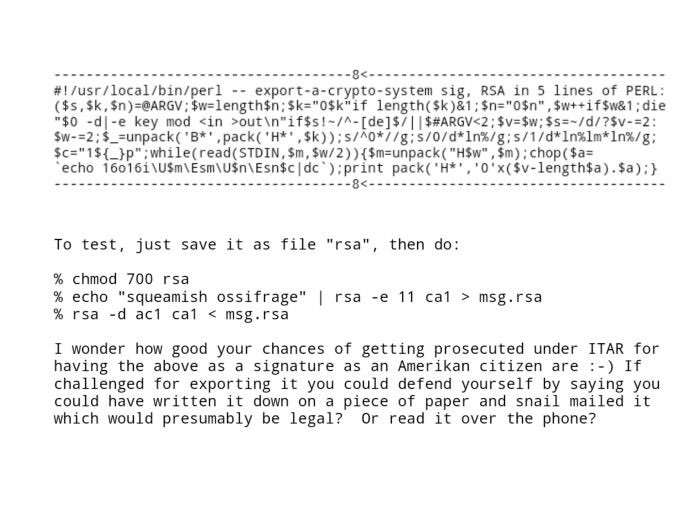 ---------------------------------8<---------------------------------
#!/usr/local/bin/perl -- export-a-crypto-system sig, RSA in 5 lines of PERL:
($s,$k,$n)=@ARGV;$w=length$n;$k="0$k"if length($k)&1;$n="0$n",$w++if$w&1;die
"$0 -d|-e key mod <in >out\n"if$s!~/^-[de]$/||$#ARGV<2;$v=$w;$s=~/d/?$v-=2:
$w-=2;$_=unpack('B*',pack('H*',$k));s/^0*//g;s/0/d*ln%/g;s/1/d*ln%lm*ln%/g;
$c="1${_}p";while(read(STDIN,$m,$w/2)){$m=unpack("H$w",$m);chop($a=
`echo 16o16i\U$m\Esm\U$n\Esn$c|dc`);print pack('H*','0'x($v-length$a).$a);}
---------------------------------8<---------------------------------
To test, just save it as file "rsa", then do:
% chmod 700 rsa
% echo "squeamish ossifrage" | rsa -e 11 ca1 > msg.rsa
% rsa -d ac1 ca1 < msg.rsa
I wonder how good your chances of getting prosecuted under ITAR for
having the above as a signature as an Amerikan citizen are :-) If
challenged for exporting it you could defend yourself by saying you
could have written it down on a piece of paper and snail mailed it
which would presumably be legal?  Or read it over the phone?